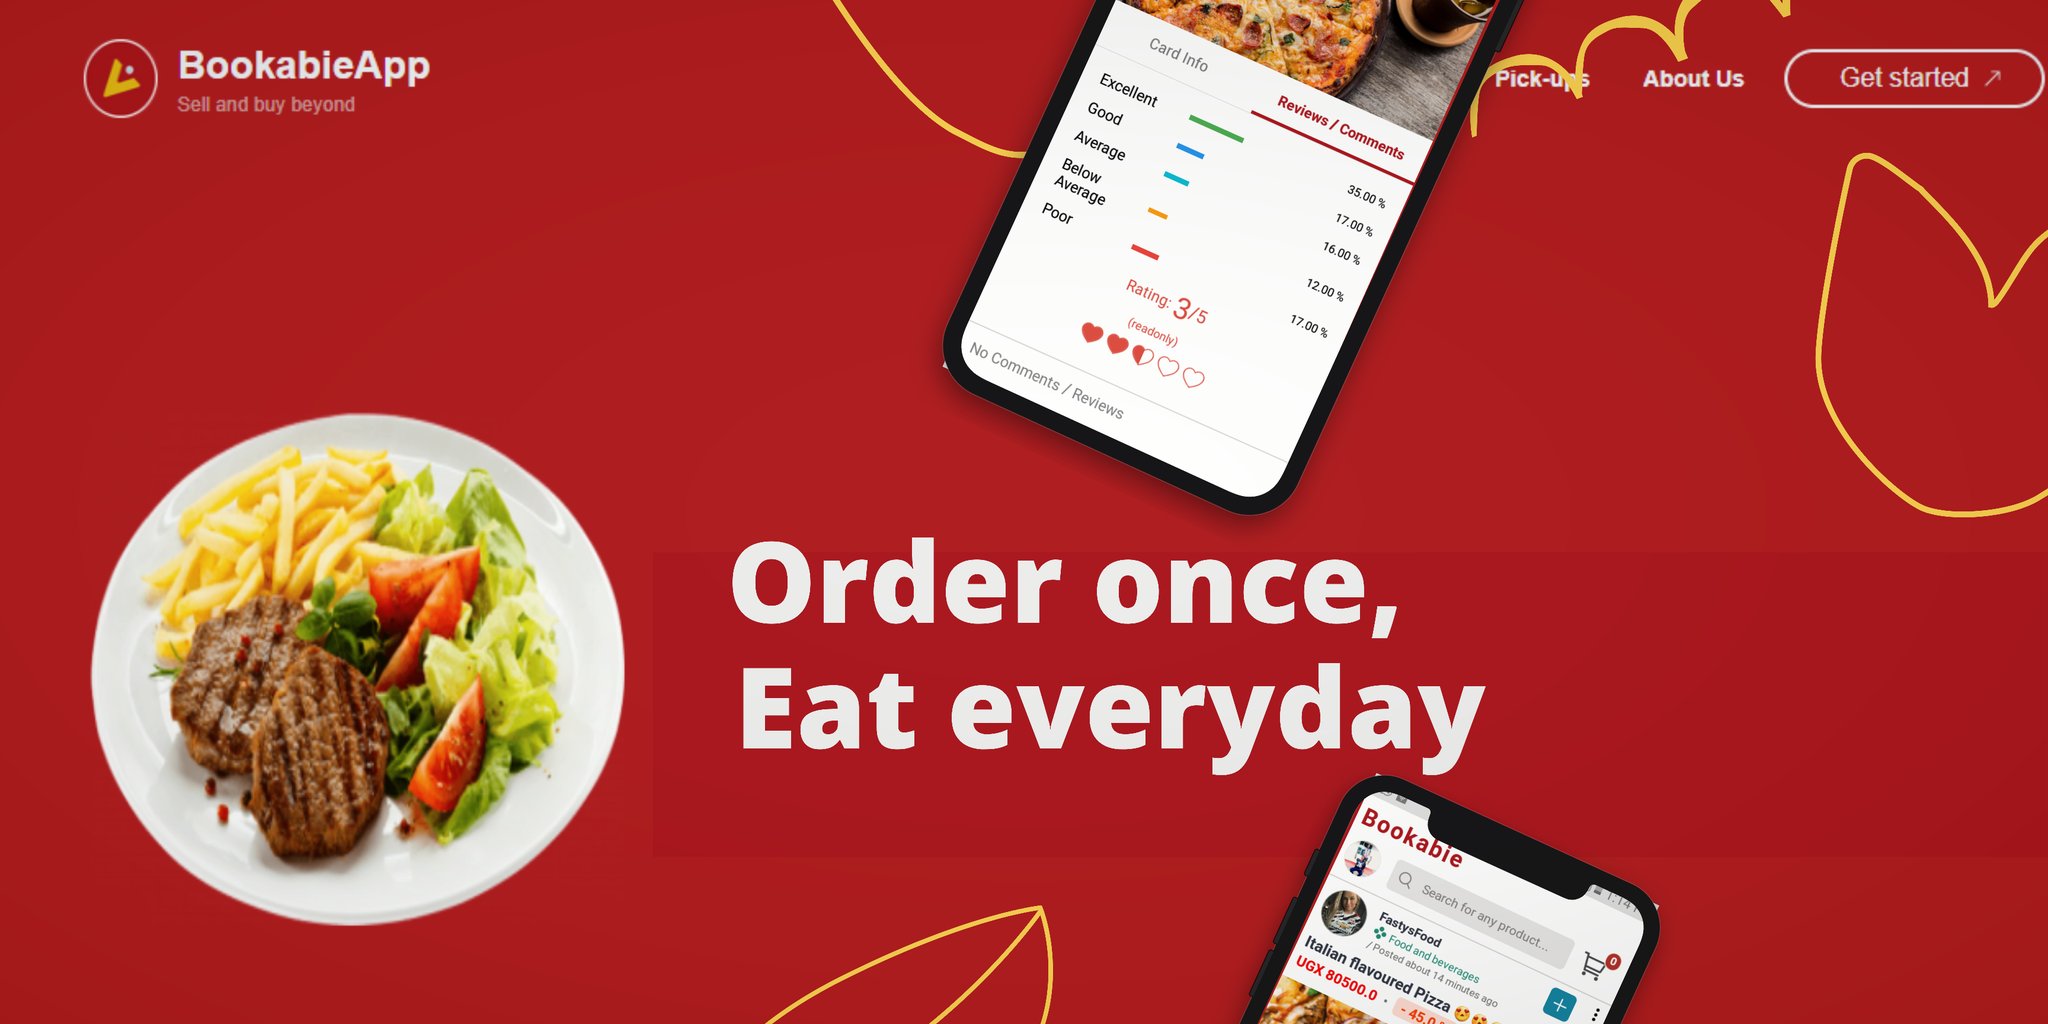 BookabieApp
Sell and buy beyond
Pick-ups
About Us
Get started ↗
Card Info
Reviews / Comments
Excellent 35.00 %
Good 17.00 %
Average 16.00 %
Below
Average 12.00 %
Poor 17.00 %
Rating: 3/5
(readonly)
No Comments / Reviews
Order once,
Eat everyday
Bookabie
Search for any product...
0
FastysFood
Food and beverages
/ Posted about 14 minutes ago
Italian flavoured Pizza 😍😍
UGX 80500.0 •